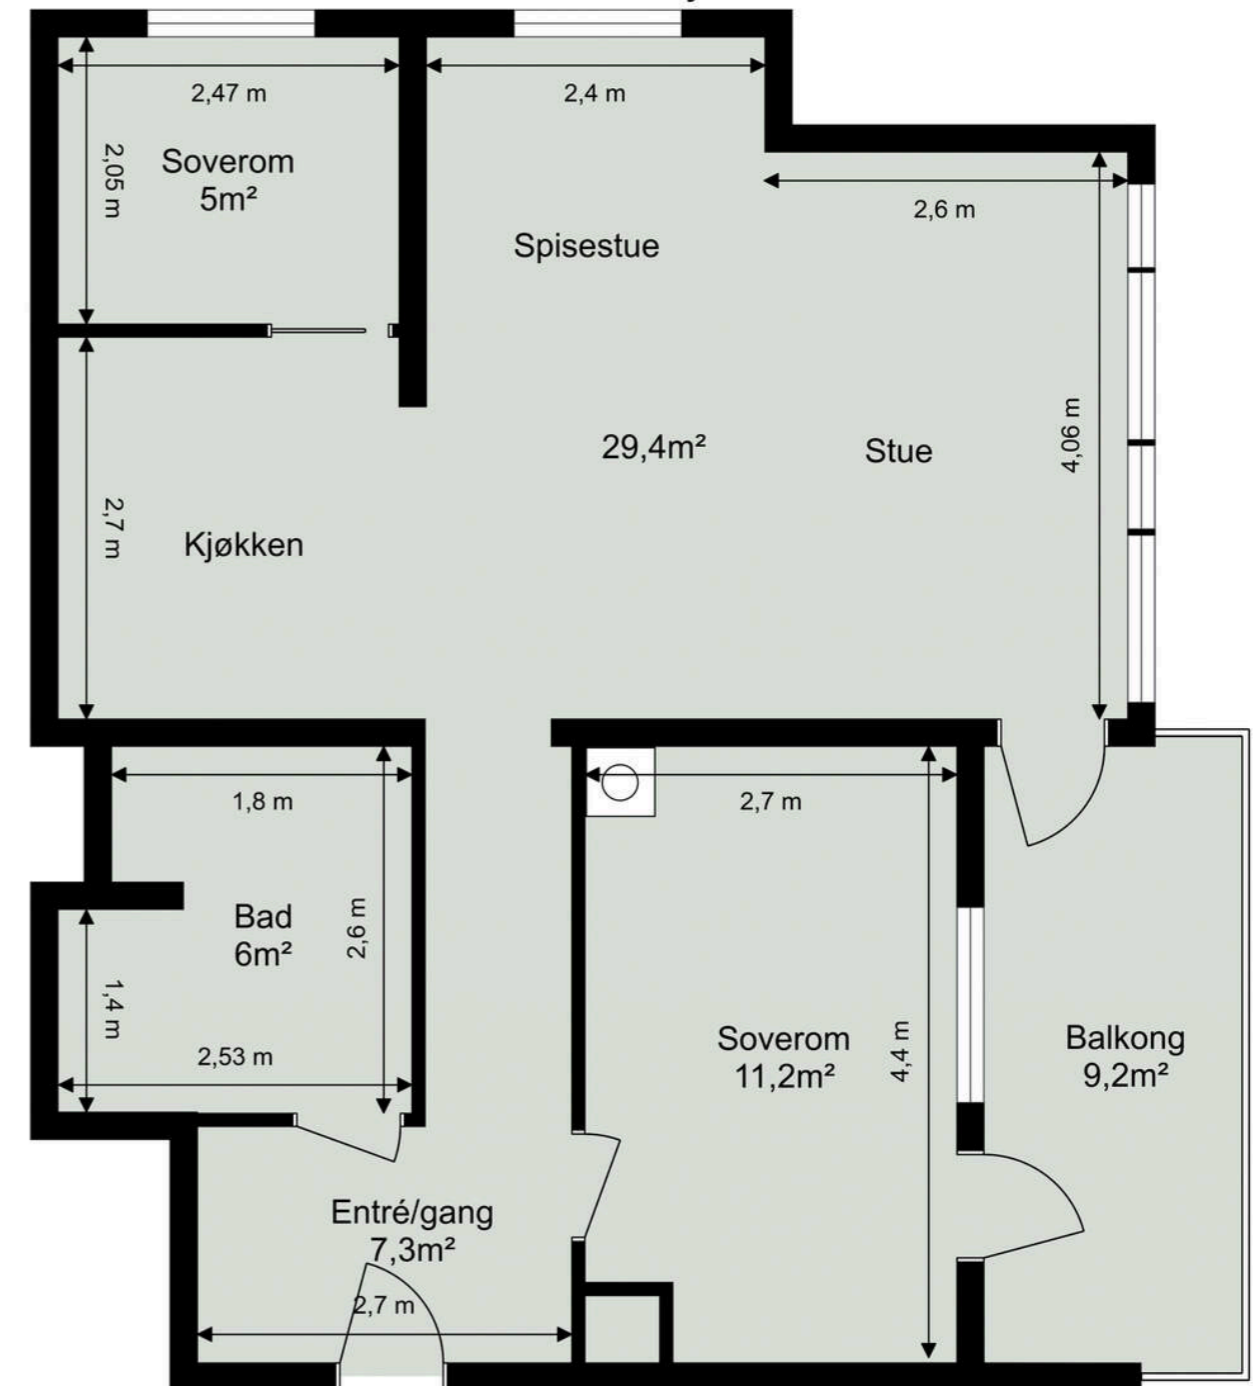 2,47 m
2,4 m
2,05 m
Soverom
5m²
2,6 m
Spisestue
4,06 m
29,4m²
Stue
2,7 m
Kjøkken
1,8 m
2,7 m
Bad
6m²
2,6 m
1,4 m
2,53 m
Soverom
11,2m²
4,4 m
Balkong
9,2m²
Entré/gang
7,3m²
2,7 m